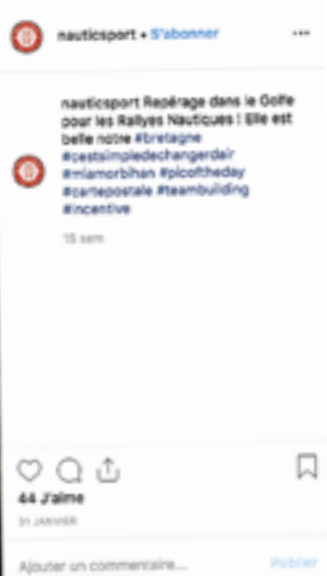 nauticsport • S'abonner
nauticsport Repérage dans le Golfe
pour les Rallyes Nautiques ! Elle est
belle notre #bretagne
#cestsimpledechangerdair
#miamorbihan #picoftheday
#cartepostale #teambuilding
#incentive
15 sem
44 J'aime
31 JANVIER
Ajouter un commentaire...
Publier